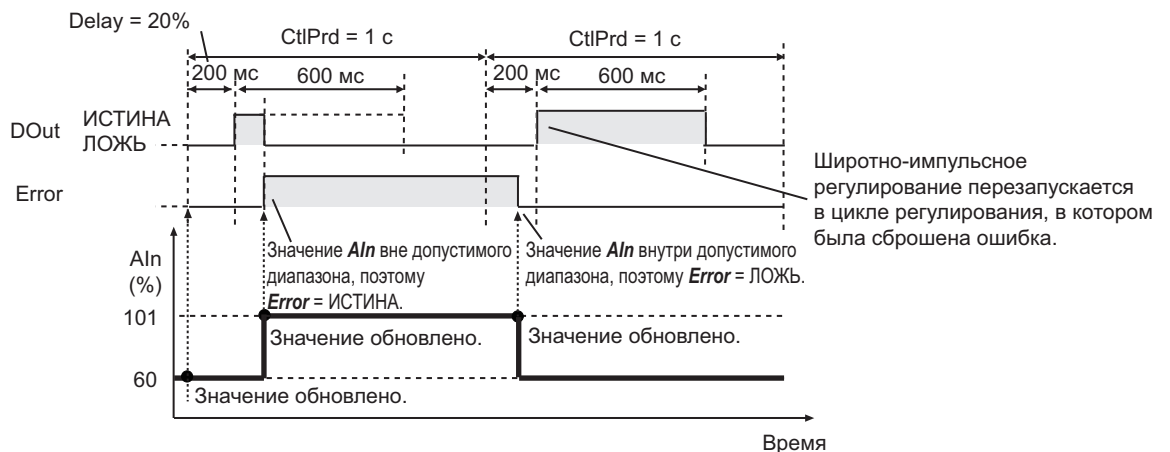 Delay = 20%
CtlPrd = 1 с
CtlPrd = 1 с
200 мс
600 мс
200 мс
600 мс
DOut
ИСТИНА
ЛОЖЬ
Error
Широтно-импульсное
регулирование перезапускается
в цикле регулирования, в котором
была сброшена ошибка.
Значение AIn вне допустимого
диапазона, поэтому
Error = ИСТИНА.
Значение AIn внутри допустимого
диапазона, поэтому Error = ЛОЖЬ.
AIn
(%)
101
Значение обновлено.
Значение обновлено.
60
Значение обновлено.
Время